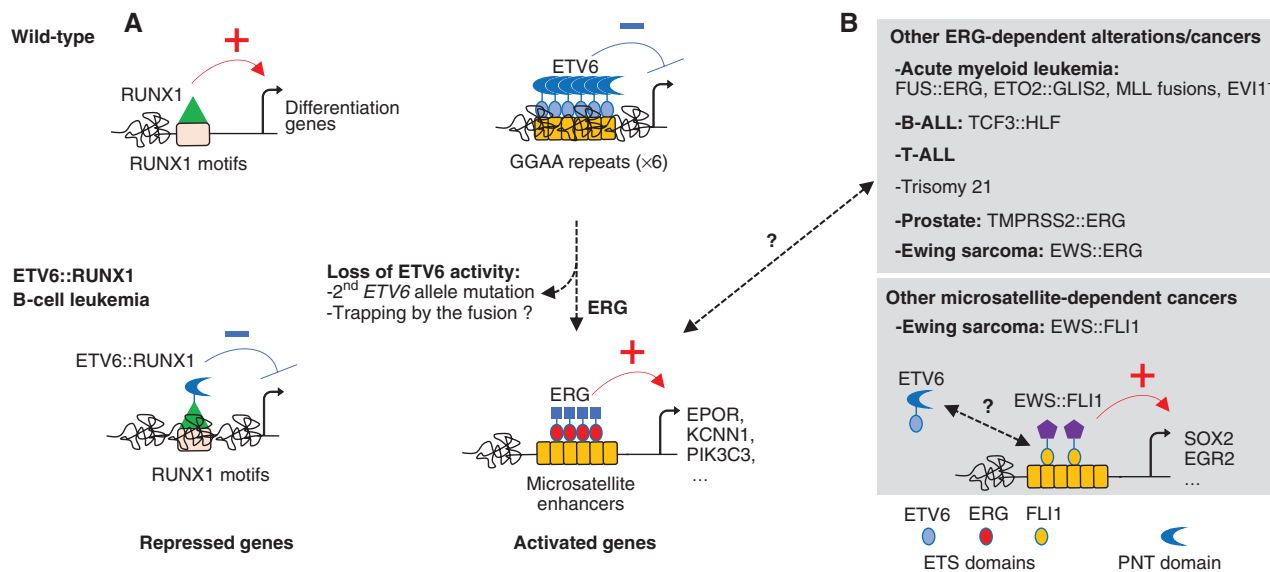 A
Wild-type
RUNX1
Differentiation
genes
RUNX1 motifs
ETV6
GGAA repeats (×6)
ETV6::RUNX1
B-cell leukemia
Loss of ETV6 activity:
-2nd ETV6 allele mutation
-Trapping by the fusion ?
ERG
ETV6::RUNX1
RUNX1 motifs
Repressed genes
ERG
EPOR,
KCNN1,
PIK3C3,
...
Microsatellite
enhancers
Activated genes
?
B
Other ERG-dependent alterations/cancers
-Acute myeloid leukemia:
FUS::ERG, ETO2::GLIS2, MLL fusions, EVI1
-B-ALL: TCF3::HLF
-T-ALL
-Trisomy 21
-Prostate: TMPRSS2::ERG
-Ewing sarcoma: EWS::ERG
Other microsatellite-dependent cancers
-Ewing sarcoma: EWS::FLI1
ETV6
?
EWS::FLI1
SOX2
EGR2
...
ETV6 ERG FLI1
ETS domains
PNT domain